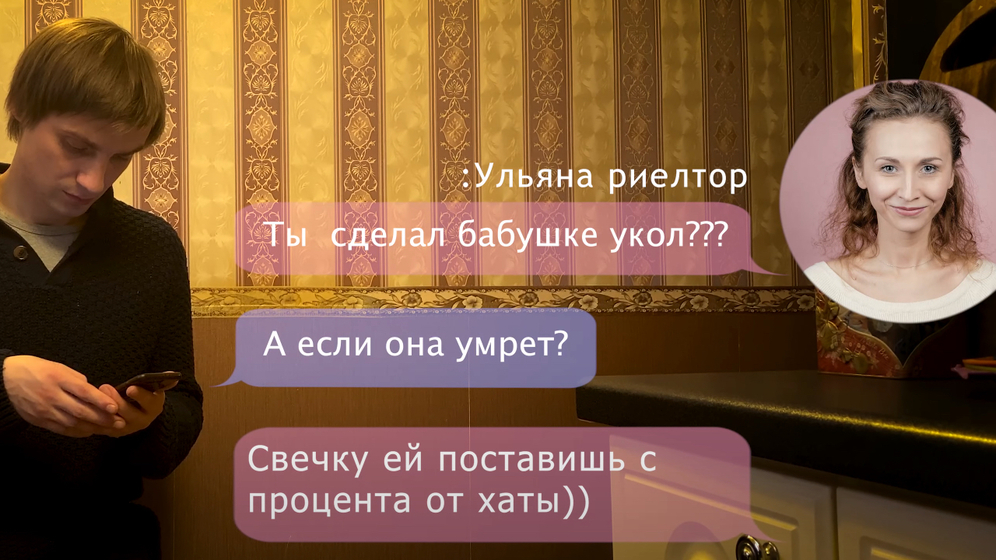 :Ульяна риелтор
Ты сделал бабушке укол???
А если она умрет?
Свечку ей поставишь с
процента от хаты))